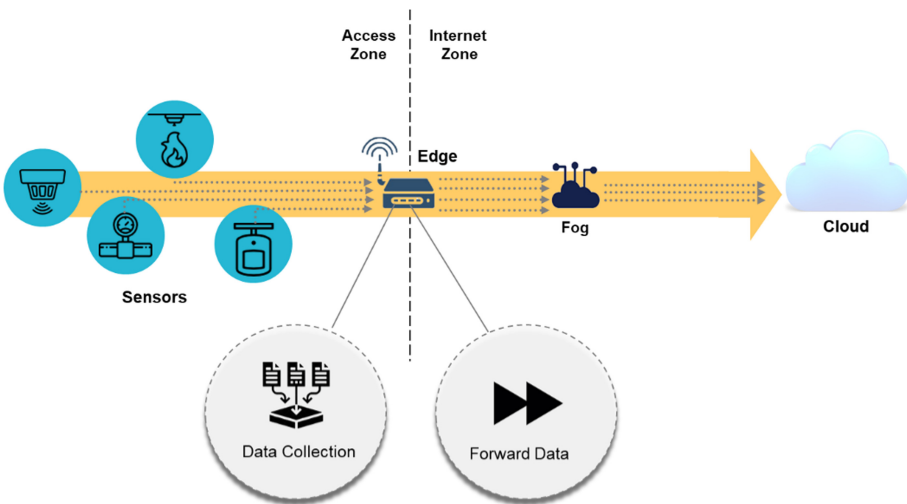 Access
Zone
Internet
Zone
Edge
Fog
Cloud
Sensors
Data Collection
Forward Data